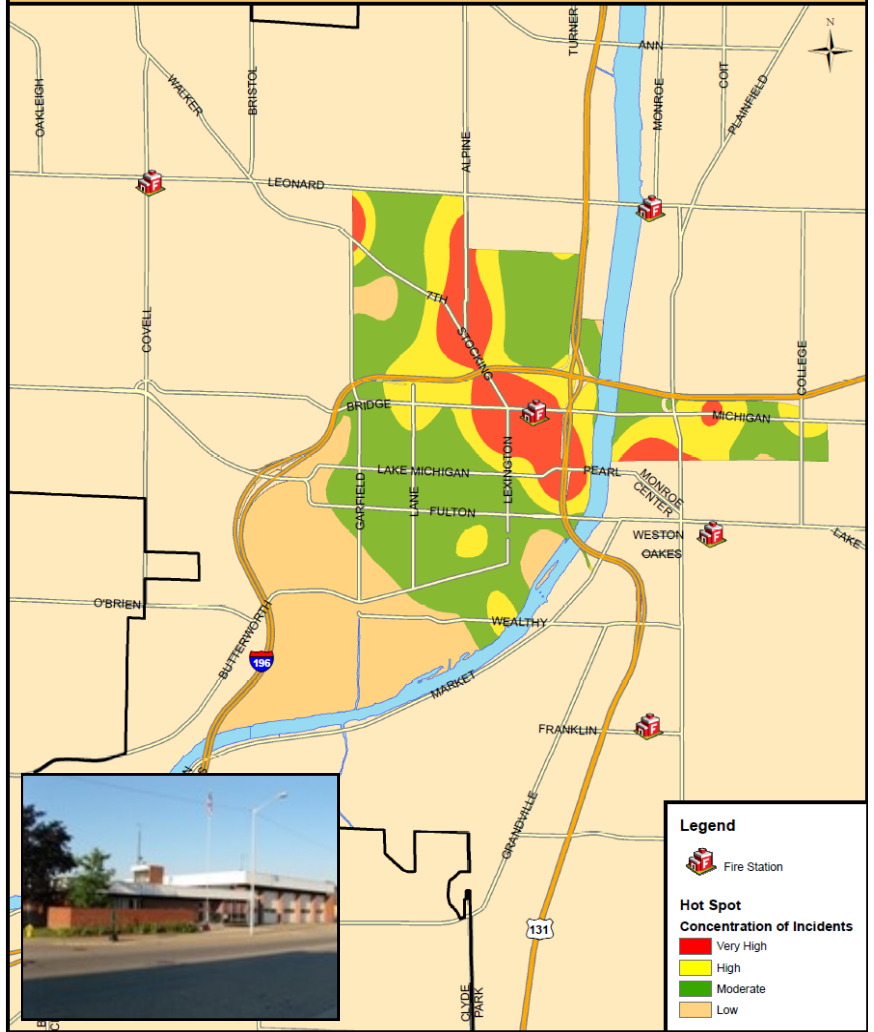 N
TURNER
ANN
OAKLEIGH
WALKER
BRISTOL
MONROE
COIT
PLAINFIELD
ALPINE
LEONARD
F
F
COVELL
7TH
STOCKING
COLLEGE
BRIDGE
F
MICHIGAN
LAKE MICHIGAN
PEARL
LEXINGTON
MONROE
CENTER
GARFIELD
LANE
FULTON
WESTON
F
LAKE
OAKES
O'BRIEN
BUTTERWORTH
WEALTHY
196
MARKET
FRANKLIN
F
N
S
GRANDVILLE
Legend
F
Fire Station
Hot Spot
Concentration of Incidents
Very High
High
Moderate
Low
131
CLYDE
PARK